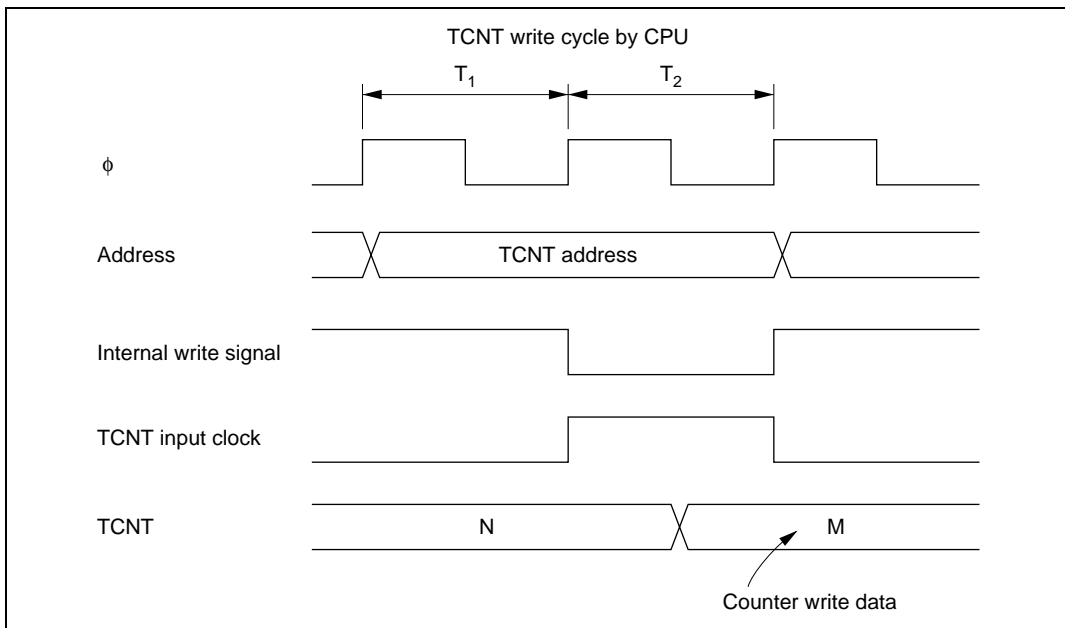 TCNT write cycle by CPU
T1 T2
ϕ
Address TCNT address
Internal write signal
TCNT input clock
TCNT N M
Counter write data